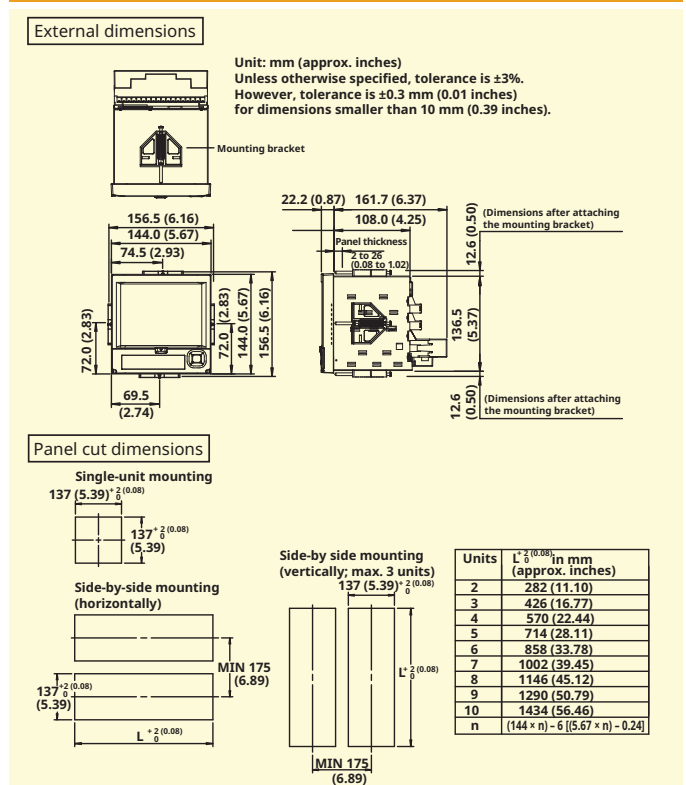 External dimensions
Unit: mm (approx. inches)
Unless otherwise specified, tolerance is ±3%.
However, tolerance is ±0.3 mm (0.01 inches)
for dimensions smaller than 10 mm (0.39 inches).
Mounting bracket
156.5 (6.16)
144.0 (5.67)
74.5 (2.93)
72.0 (2.83)
72.0 (2.83)
144.0 (5.67)
156.5 (6.16)
69.5
(2.74)
22.2 (0.87) 161.7 (6.37)
108.0 (4.25)
Panel thickness
2 to 26
(0.08 to 1.02)
12.6 (0.50)
(Dimensions after attaching
the mounting bracket)
136.5
(5.37)
12.6
(0.50)
(Dimensions after attaching
the mounting bracket)
Panel cut dimensions
Single-unit mounting
137 (5.39) + 2 (0.08) 0
137 + 2 (0.08) 0
(5.39)
Side-by-side mounting
(horizontally)
MIN 175
(6.89)
137 +2 (0.08) 0
(5.39)
L + 2 (0.08) 0
Side-by side mounting
(vertically; max. 3 units)
137 (5.39) + 2 (0.08) 0
L + 2 (0.08) 0
MIN 175
(6.89)
Units L + 2 (0.08) 0 in mm
(approx. inches)
2 282 (11.10)
3 426 (16.77)
4 570 (22.44)
5 714 (28.11)
6 858 (33.78)
7 1002 (39.45)
8 1146 (45.12)
9 1290 (50.79)
10 1434 (56.46)
n (144 × n) – 6 [(5.67 × n) – 0.24]